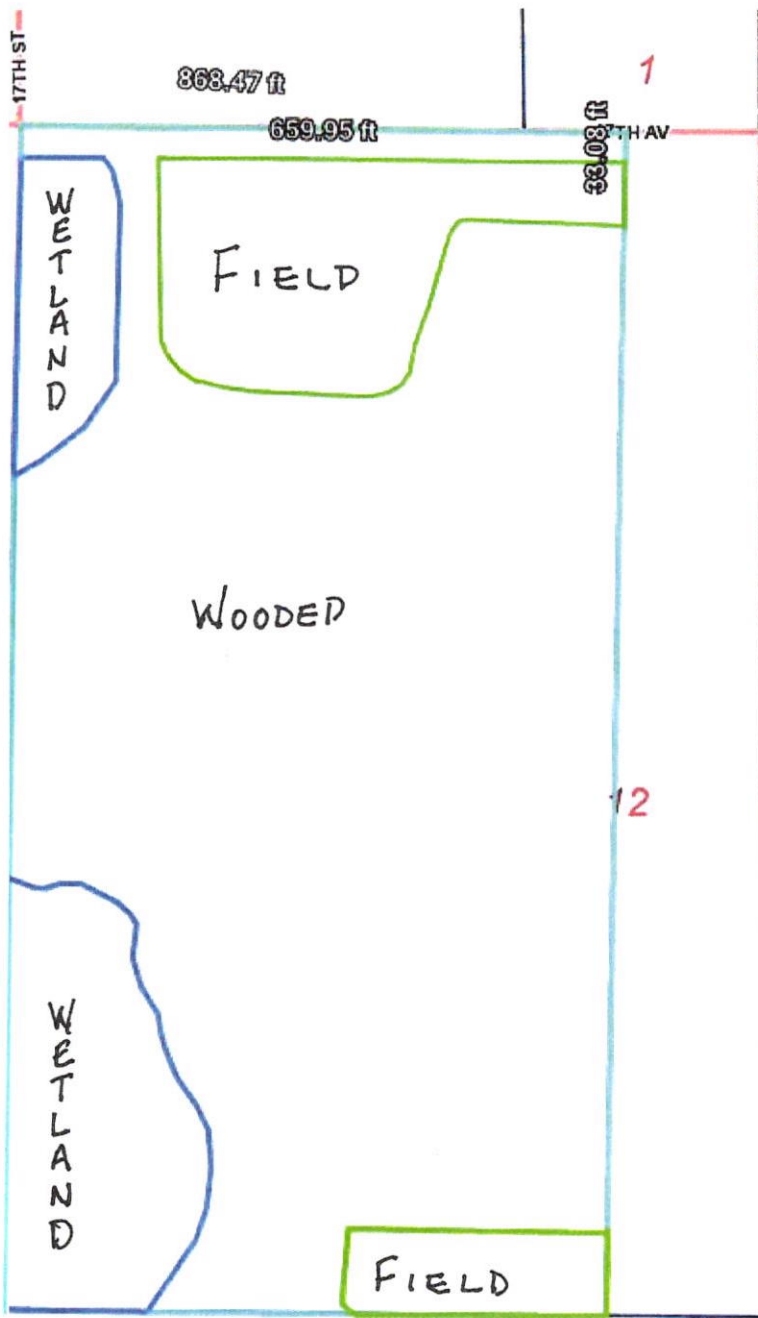 17TH ST
868.47 ft
1
659.95 ft
33.08 ft
7TH AV
WETLAND
FIELD
WOODED
12
WETLAND
FIELD